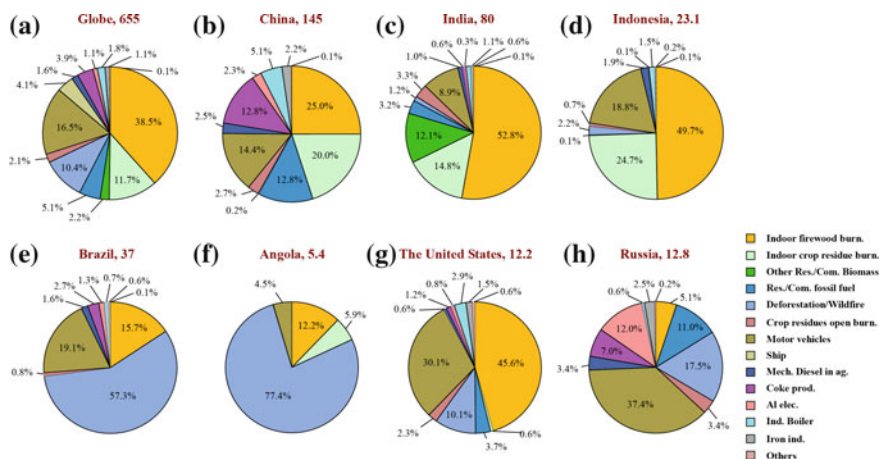 (a) Globe, 655
(b) China, 145
(c) India, 80
(d) Indonesia, 23.1
1.1% 1.8% 1.1% 0.1%
3.9%
1.6%
4.1%
38.5%
16.5%
2.1%
10.4%
11.7%
5.1%
2.2%
5.1% 2.2% 0.1%
2.3%
25.0%
12.8%
2.5%
14.4%
20.0%
2.7%
12.8%
0.2%
0.6% 0.3% 1.1% 0.6%
1.0% 0.1%
3.3%
8.9%
1.2%
3.2%
52.8%
12.1%
14.8%
1.5% 0.2%
0.1% 0.1%
1.9%
18.8%
49.7%
0.7%
2.2%
0.1%
24.7%
(e) Brazil, 37
(f) Angola, 5.4
(g) The United States, 12.2
(h) Russia, 12.8
1.3% 0.7% 0.6%
2.7% 0.1%
1.6%
15.7%
19.1%
0.8%
57.3%
4.5%
12.2%
5.9%
77.4%
2.9%
0.8% 1.5%
1.2% 0.6%
0.6%
30.1%
45.6%
2.3%
10.1%
3.7%
0.6%
2.5% 0.2%
0.6% 5.1%
12.0%
11.0%
7.0%
17.5%
3.4%
37.4%
3.4%
Indoor firewood burn.
Indoor crop residue burn.
Other Res./Com. Biomass
Res./Com. fossil fuel
Deforestation/Wildfire
Crop residues open burn.
Motor vehicles
Ship
Mech. Diesel in ag.
Coke prod.
Al elec.
Ind. Boiler
Iron ind.
Others